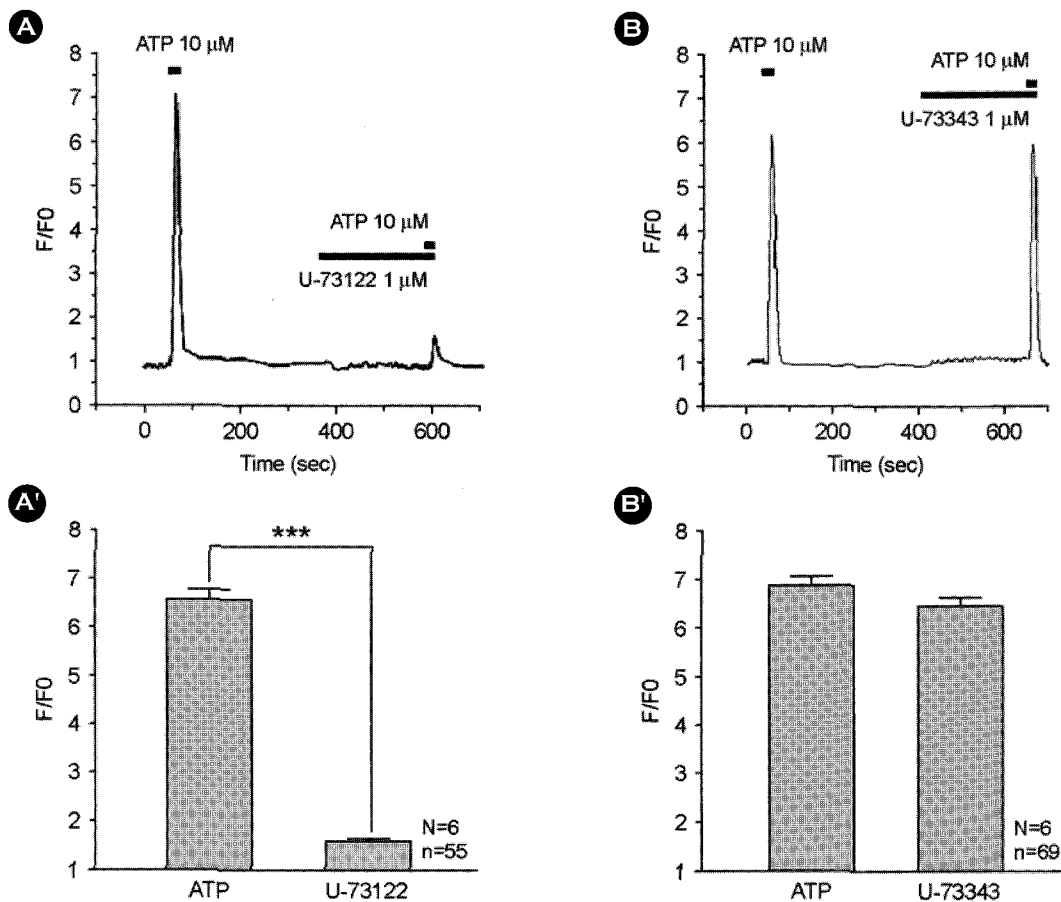 A
ATP 10 μM
ATP 10 μM
U-73122 1 μM
F/F0
8
7
6
5
4
3
2
1
0
0 200 400 600
Time (sec)
B
ATP 10 μM
ATP 10 μM
U-73343 1 μM
F/F0
8
7
6
5
4
3
2
1
0
0 200 400 600
Time (sec)
A'
***
F/F0
8
7
6
5
4
3
2
1
N=6
n=55
ATP U-73122
B'
F/F0
8
7
6
5
4
3
2
1
N=6
n=69
ATP U-73343